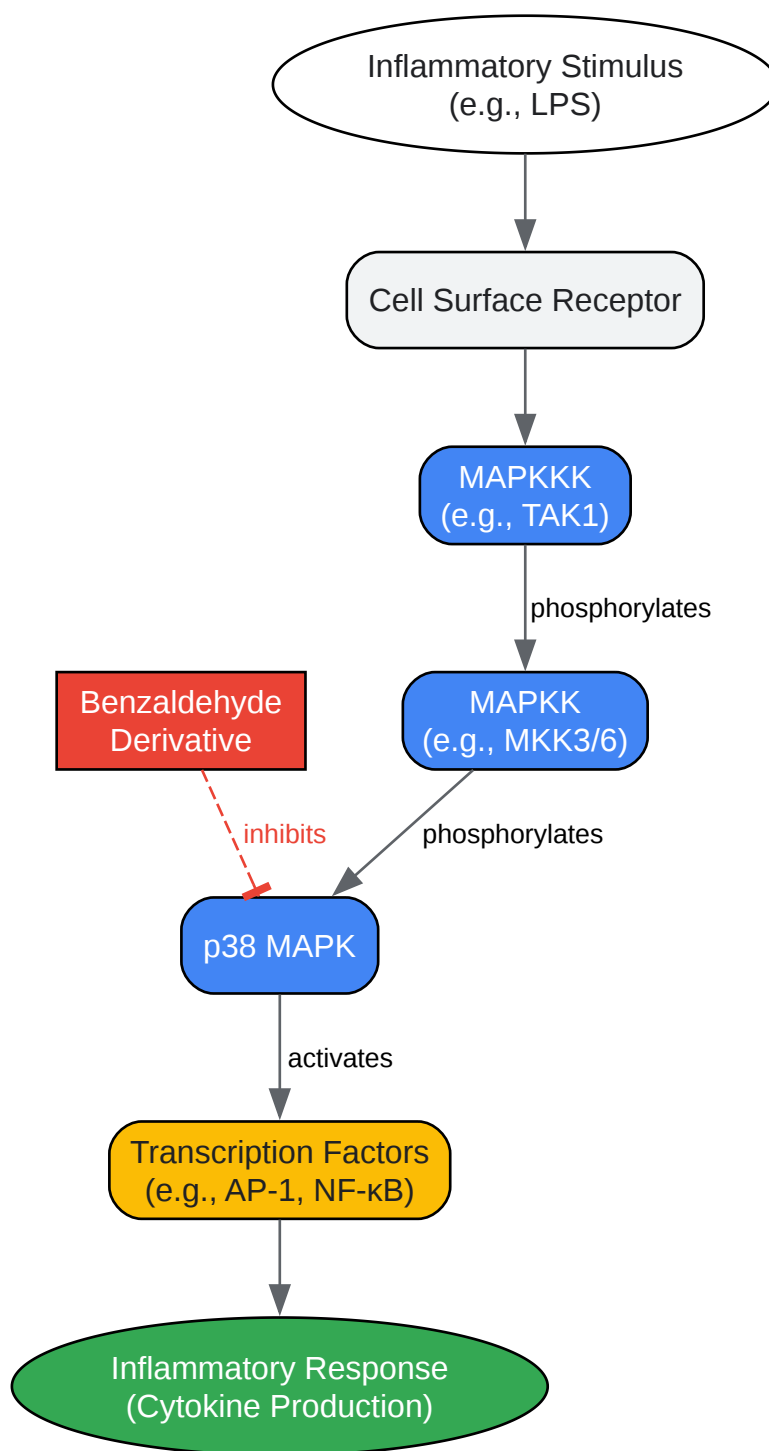 Inflammatory Stimulus
(e.g., LPS)
Cell Surface Receptor
MAPKKK
(e.g., TAK1)
phosphorylates
Benzaldehyde
Derivative
MAPKK
(e.g., MKK3/6)
inhibits
phosphorylates
p38 MAPK
activates
Transcription Factors
(e.g., AP-1, NF-κB)
Inflammatory Response
(Cytokine Production)